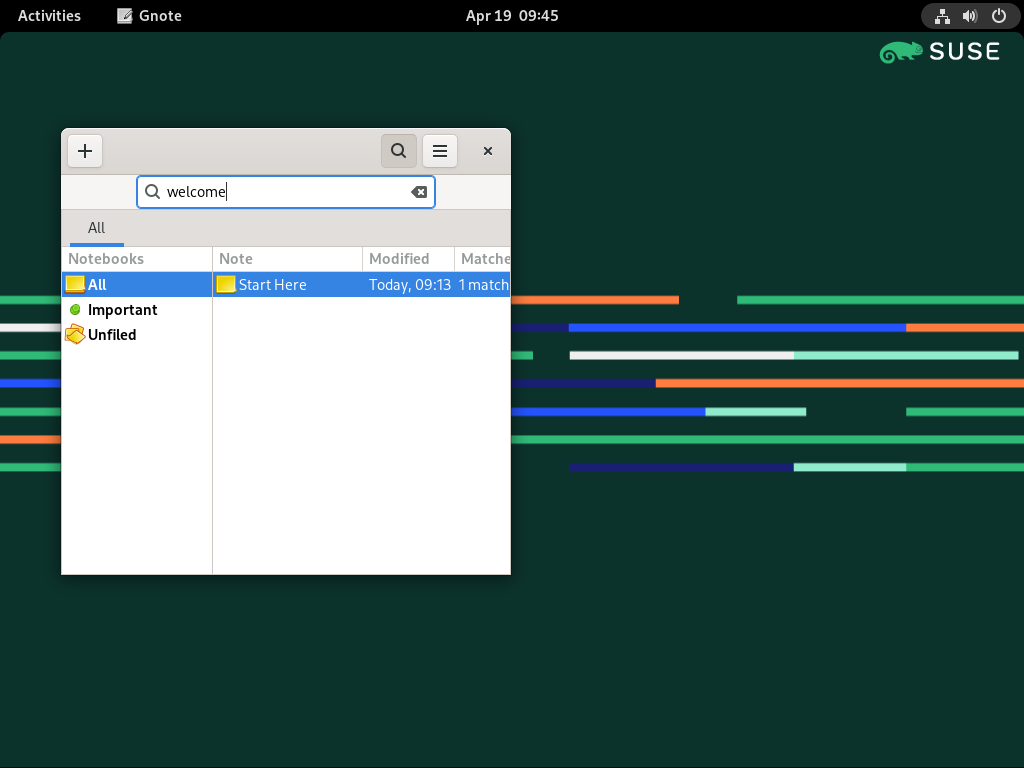 Activities Gnote Apr 19 09:45
SUSE
welcome
All
Notebooks Note Modified Matche
All Start Here Today, 09:13 1 match
Important
Unfiled